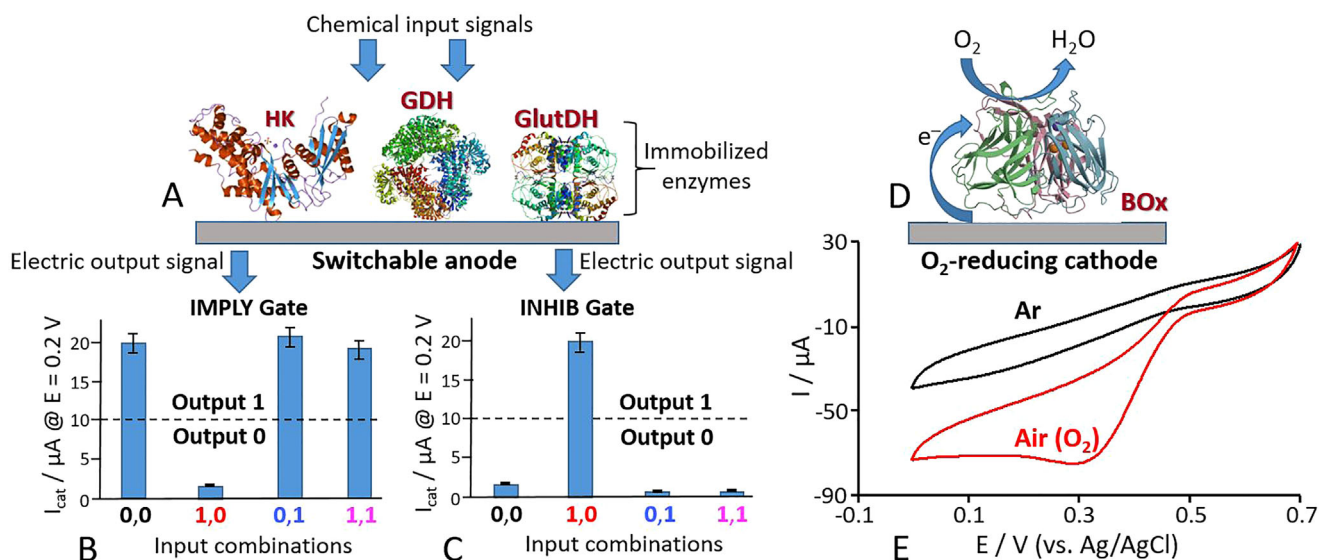 Chemical input signals
HK
GDH
GlutDH
Immobilized
enzymes
A
Switchable anode
Electric output signal
Electric output signal
IMPLY Gate
I_cat / µA @ E = 0.2 V
20
15
10
5
0
Output 1
Output 0
0,0 1,0 0,1 1,1
B
Input combinations
INHIB Gate
I_cat / µA @ E = 0.2 V
20
15
10
5
0
Output 1
Output 0
0,0 1,0 0,1 1,1
C
Input combinations
O₂ H₂O
e⁻
D
BOx
O₂-reducing cathode
I / µA
30
-10
-50
-90
Ar
Air (O₂)
-0.1 0.1 0.3 0.5 0.7
E
E / V (vs. Ag/AgCl)